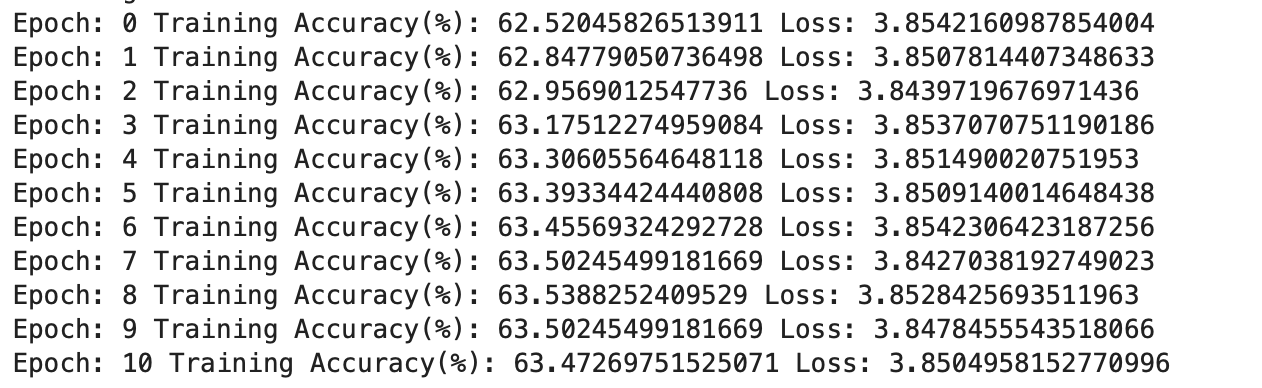 Epoch: 0 Training Accuracy(%): 62.52045826513911 Loss: 3.8542160987854004
Epoch: 1 Training Accuracy(%): 62.84779050736498 Loss: 3.8507814407348633
Epoch: 2 Training Accuracy(%): 62.9569012547736 Loss: 3.8439719676971436
Epoch: 3 Training Accuracy(%): 63.17512274959084 Loss: 3.8537070751190186
Epoch: 4 Training Accuracy(%): 63.30605564648118 Loss: 3.851490020751953
Epoch: 5 Training Accuracy(%): 63.39334424440808 Loss: 3.8509140014648438
Epoch: 6 Training Accuracy(%): 63.45569324292728 Loss: 3.8542306423187256
Epoch: 7 Training Accuracy(%): 63.50245499181669 Loss: 3.8427038192749023
Epoch: 8 Training Accuracy(%): 63.5388252409529 Loss: 3.8528425693511963
Epoch: 9 Training Accuracy(%): 63.50245499181669 Loss: 3.8478455543518066
Epoch: 10 Training Accuracy(%): 63.47269751525071 Loss: 3.8504958152770996